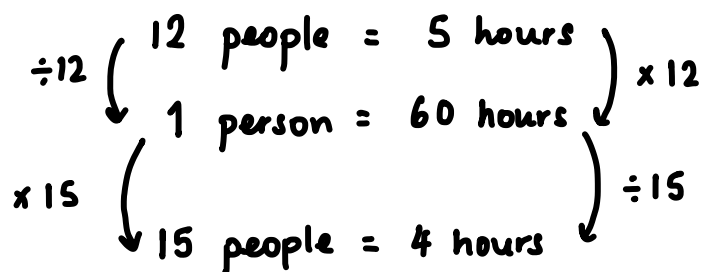 12 people = 5 hours
÷12
× 12
1 person = 60 hours
× 15
÷15
15 people = 4 hours